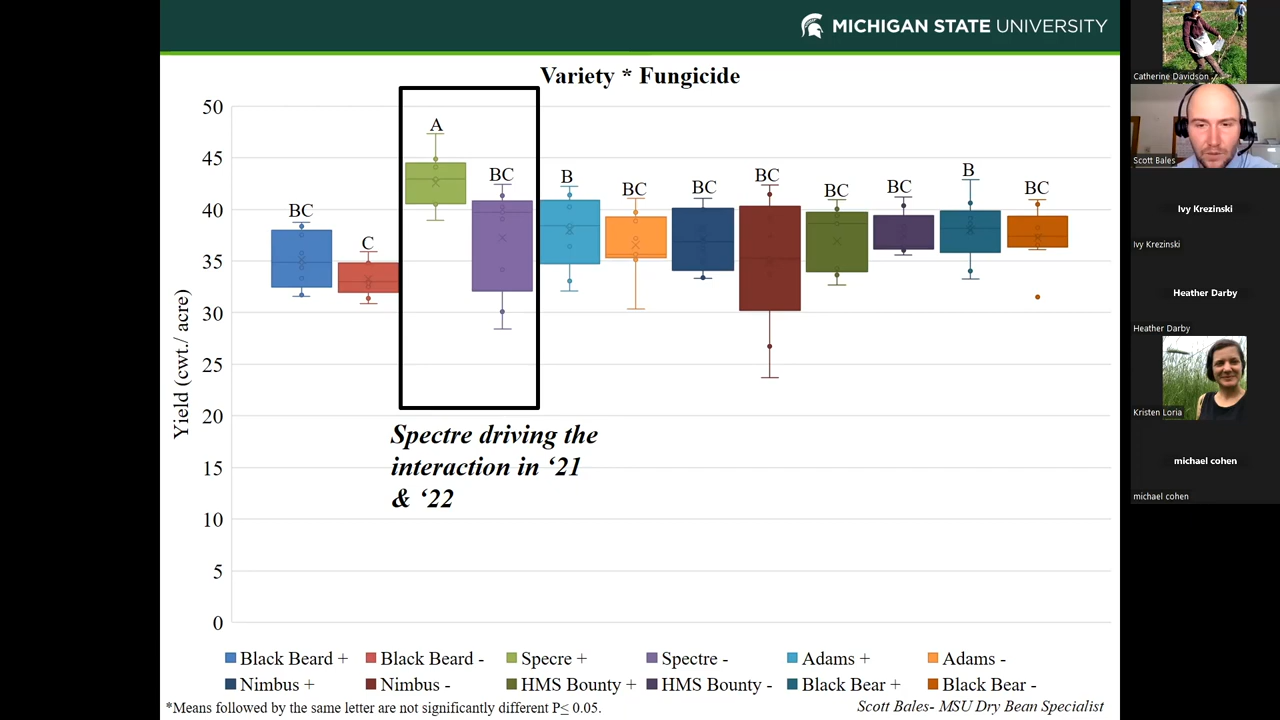 MICHIGAN STATE UNIVERSITY
Variety * Fungicide
Yield (cwt./ acre)
50
45
40
35
30
25
20
15
10
5
0
BC
C
A
BC
B
BC
BC
BC
BC
BC
B
BC
Spectre driving the
interaction in ‘21
& ‘22
Black Beard +
Black Beard -
Specre +
Spectre -
Adams +
Adams -
Nimbus +
Nimbus -
HMS Bounty +
HMS Bounty -
Black Bear +
Black Bear -
*Means followed by the same letter are not significantly different P≤ 0.05.
Scott Bales- MSU Dry Bean Specialist
Catherine Davidson
Scott Bales
Ivy Krezinski
Ivy Krezinski
Heather Darby
Heather Darby
Kristen Loria
michael cohen
michael cohen